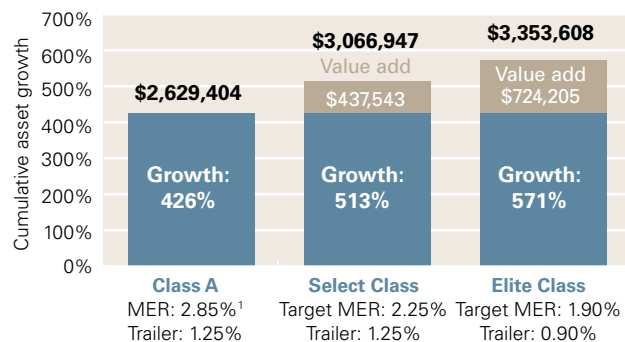 Cumulative asset growth
700%
600%
500%
400%
300%
200%
100%
0%
$2,629,404
Growth:
426%
$3,066,947
Value add
$437,543
Growth:
513%
$3,353,608
Value add
$724,205
Growth:
571%
Class A
MER: 2.85%¹
Trailer: 1.25%
Select Class
Target MER: 2.25%
Trailer: 1.25%
Elite Class
Target MER: 1.90%
Trailer: 0.90%